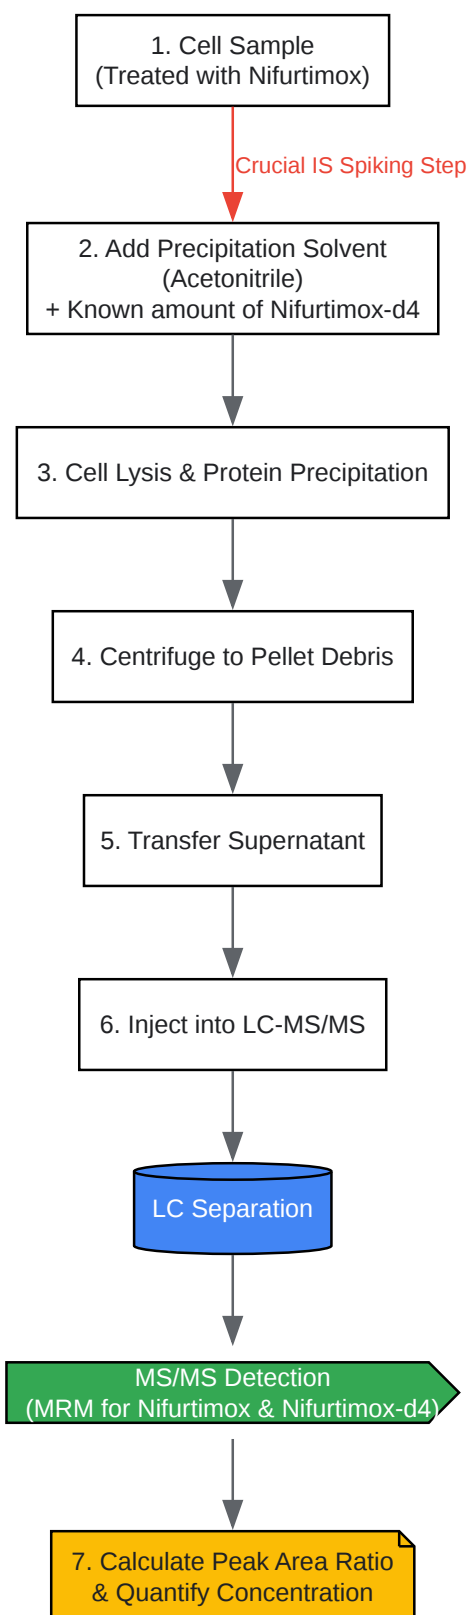 1. Cell Sample
(Treated with Nifurtimox)
Crucial IS Spiking Step
2. Add Precipitation Solvent
(Acetonitrile)
+ Known amount of Nifurtimox-d4
3. Cell Lysis & Protein Precipitation
4. Centrifuge to Pellet Debris
5. Transfer Supernatant
6. Inject into LC-MS/MS
LC Separation
MS/MS Detection
(MRM for Nifurtimox & Nifurtimox-d4)
7. Calculate Peak Area Ratio
& Quantify Concentration